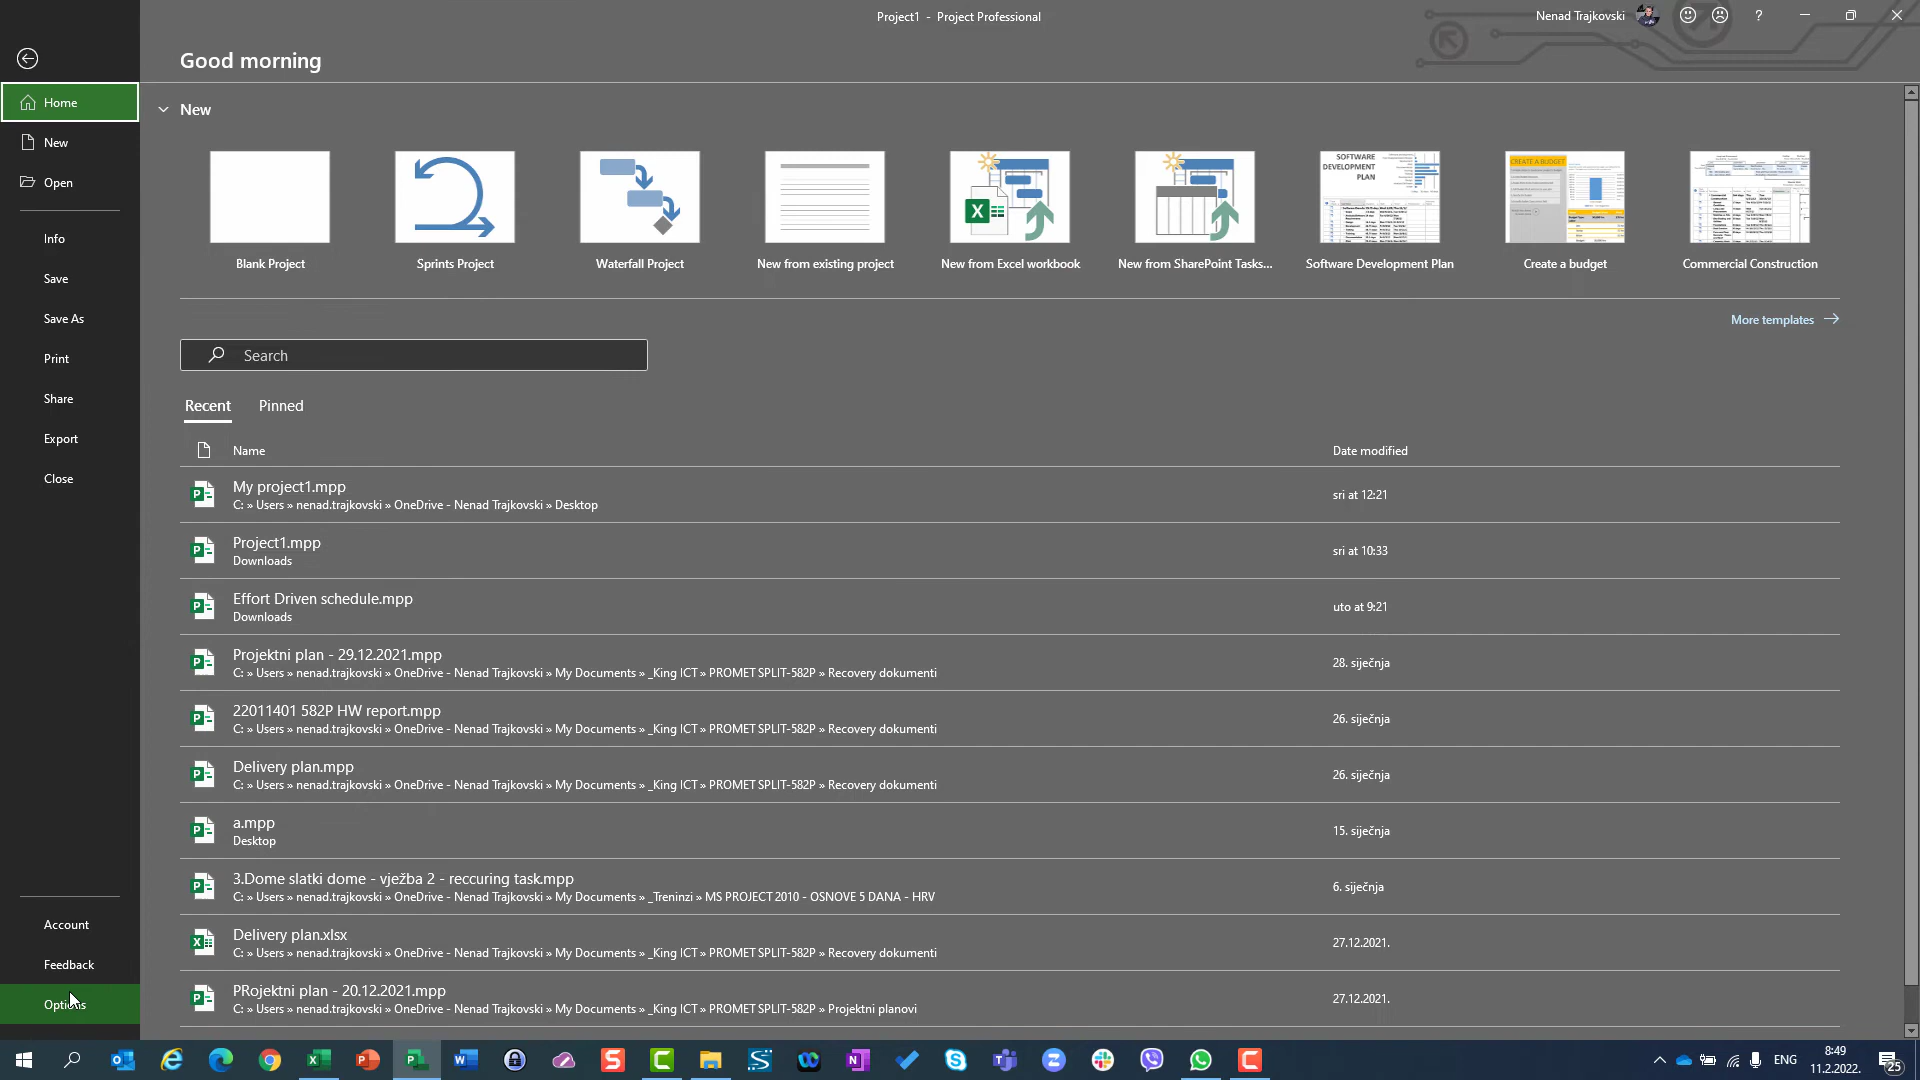 Project1 - Project Professional
Nenad Trajkovski
?
Good morning
Home
New
Open
Info
Save
Save As
Print
Share
Export
Close
Account
Feedback
Options
New
SOFTWARE
DEVELOPMENT
PLAN
CREATE A BUDGET
Blank Project
Sprints Project
Waterfall Project
New from existing project
New from Excel workbook
New from SharePoint Tasks...
Software Development Plan
Create a budget
Commercial Construction
More templates
Search
Recent
Pinned
Name
Date modified
My project1.mpp
C: » Users » nenad.trajkovski » OneDrive - Nenad Trajkovski » Desktop
sri at 12:21
Project1.mpp
Downloads
sri at 10:33
Effort Driven schedule.mpp
Downloads
uto at 9:21
Projektni plan - 29.12.2021.mpp
C: » Users » nenad.trajkovski » OneDrive - Nenad Trajkovski » My Documents » _King ICT » PROMET SPLIT-582P » Recovery dokumenti
28. siječnja
22011401 582P HW report.mpp
C: » Users » nenad.trajkovski » OneDrive - Nenad Trajkovski » My Documents » _King ICT » PROMET SPLIT-582P » Recovery dokumenti
26. siječnja
Delivery plan.mpp
C: » Users » nenad.trajkovski » OneDrive - Nenad Trajkovski » My Documents » _King ICT » PROMET SPLIT-582P » Recovery dokumenti
26. siječnja
a.mpp
Desktop
15. siječnja
3.Dome slatki dome - vježba 2 - reccuring task.mpp
C: » Users » nenad.trajkovski » OneDrive - Nenad Trajkovski » My Documents » _Treninzi » MS PROJECT 2010 - OSNOVE 5 DANA - HRV
6. siječnja
Delivery plan.xlsx
C: » Users » nenad.trajkovski » OneDrive - Nenad Trajkovski » My Documents » _King ICT » PROMET SPLIT-582P » Recovery dokumenti
27.12.2021.
PRojektni plan - 20.12.2021.mpp
C: » Users » nenad.trajkovski » OneDrive - Nenad Trajkovski » My Documents » _King ICT » PROMET SPLIT-582P » Projektni planovi
27.12.2021.
ENG
8:49
11.2.2022.
25